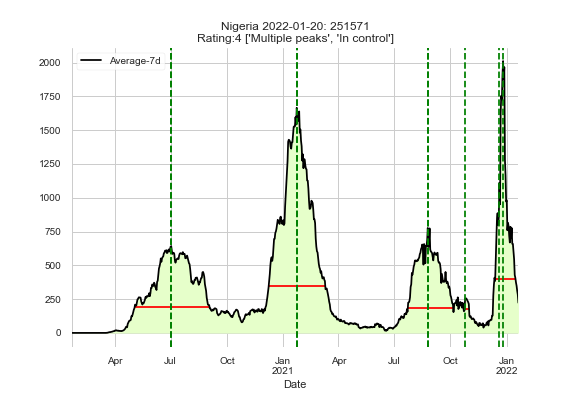 Nigeria 2022-01-20: 251571
Rating:4 ['Multiple peaks', 'In control']
Average-7d
2000
1750
1500
1250
1000
750
500
250
0
Apr
Jul
Oct
Jan
2021
Apr
Jul
Oct
Jan
2022
Date